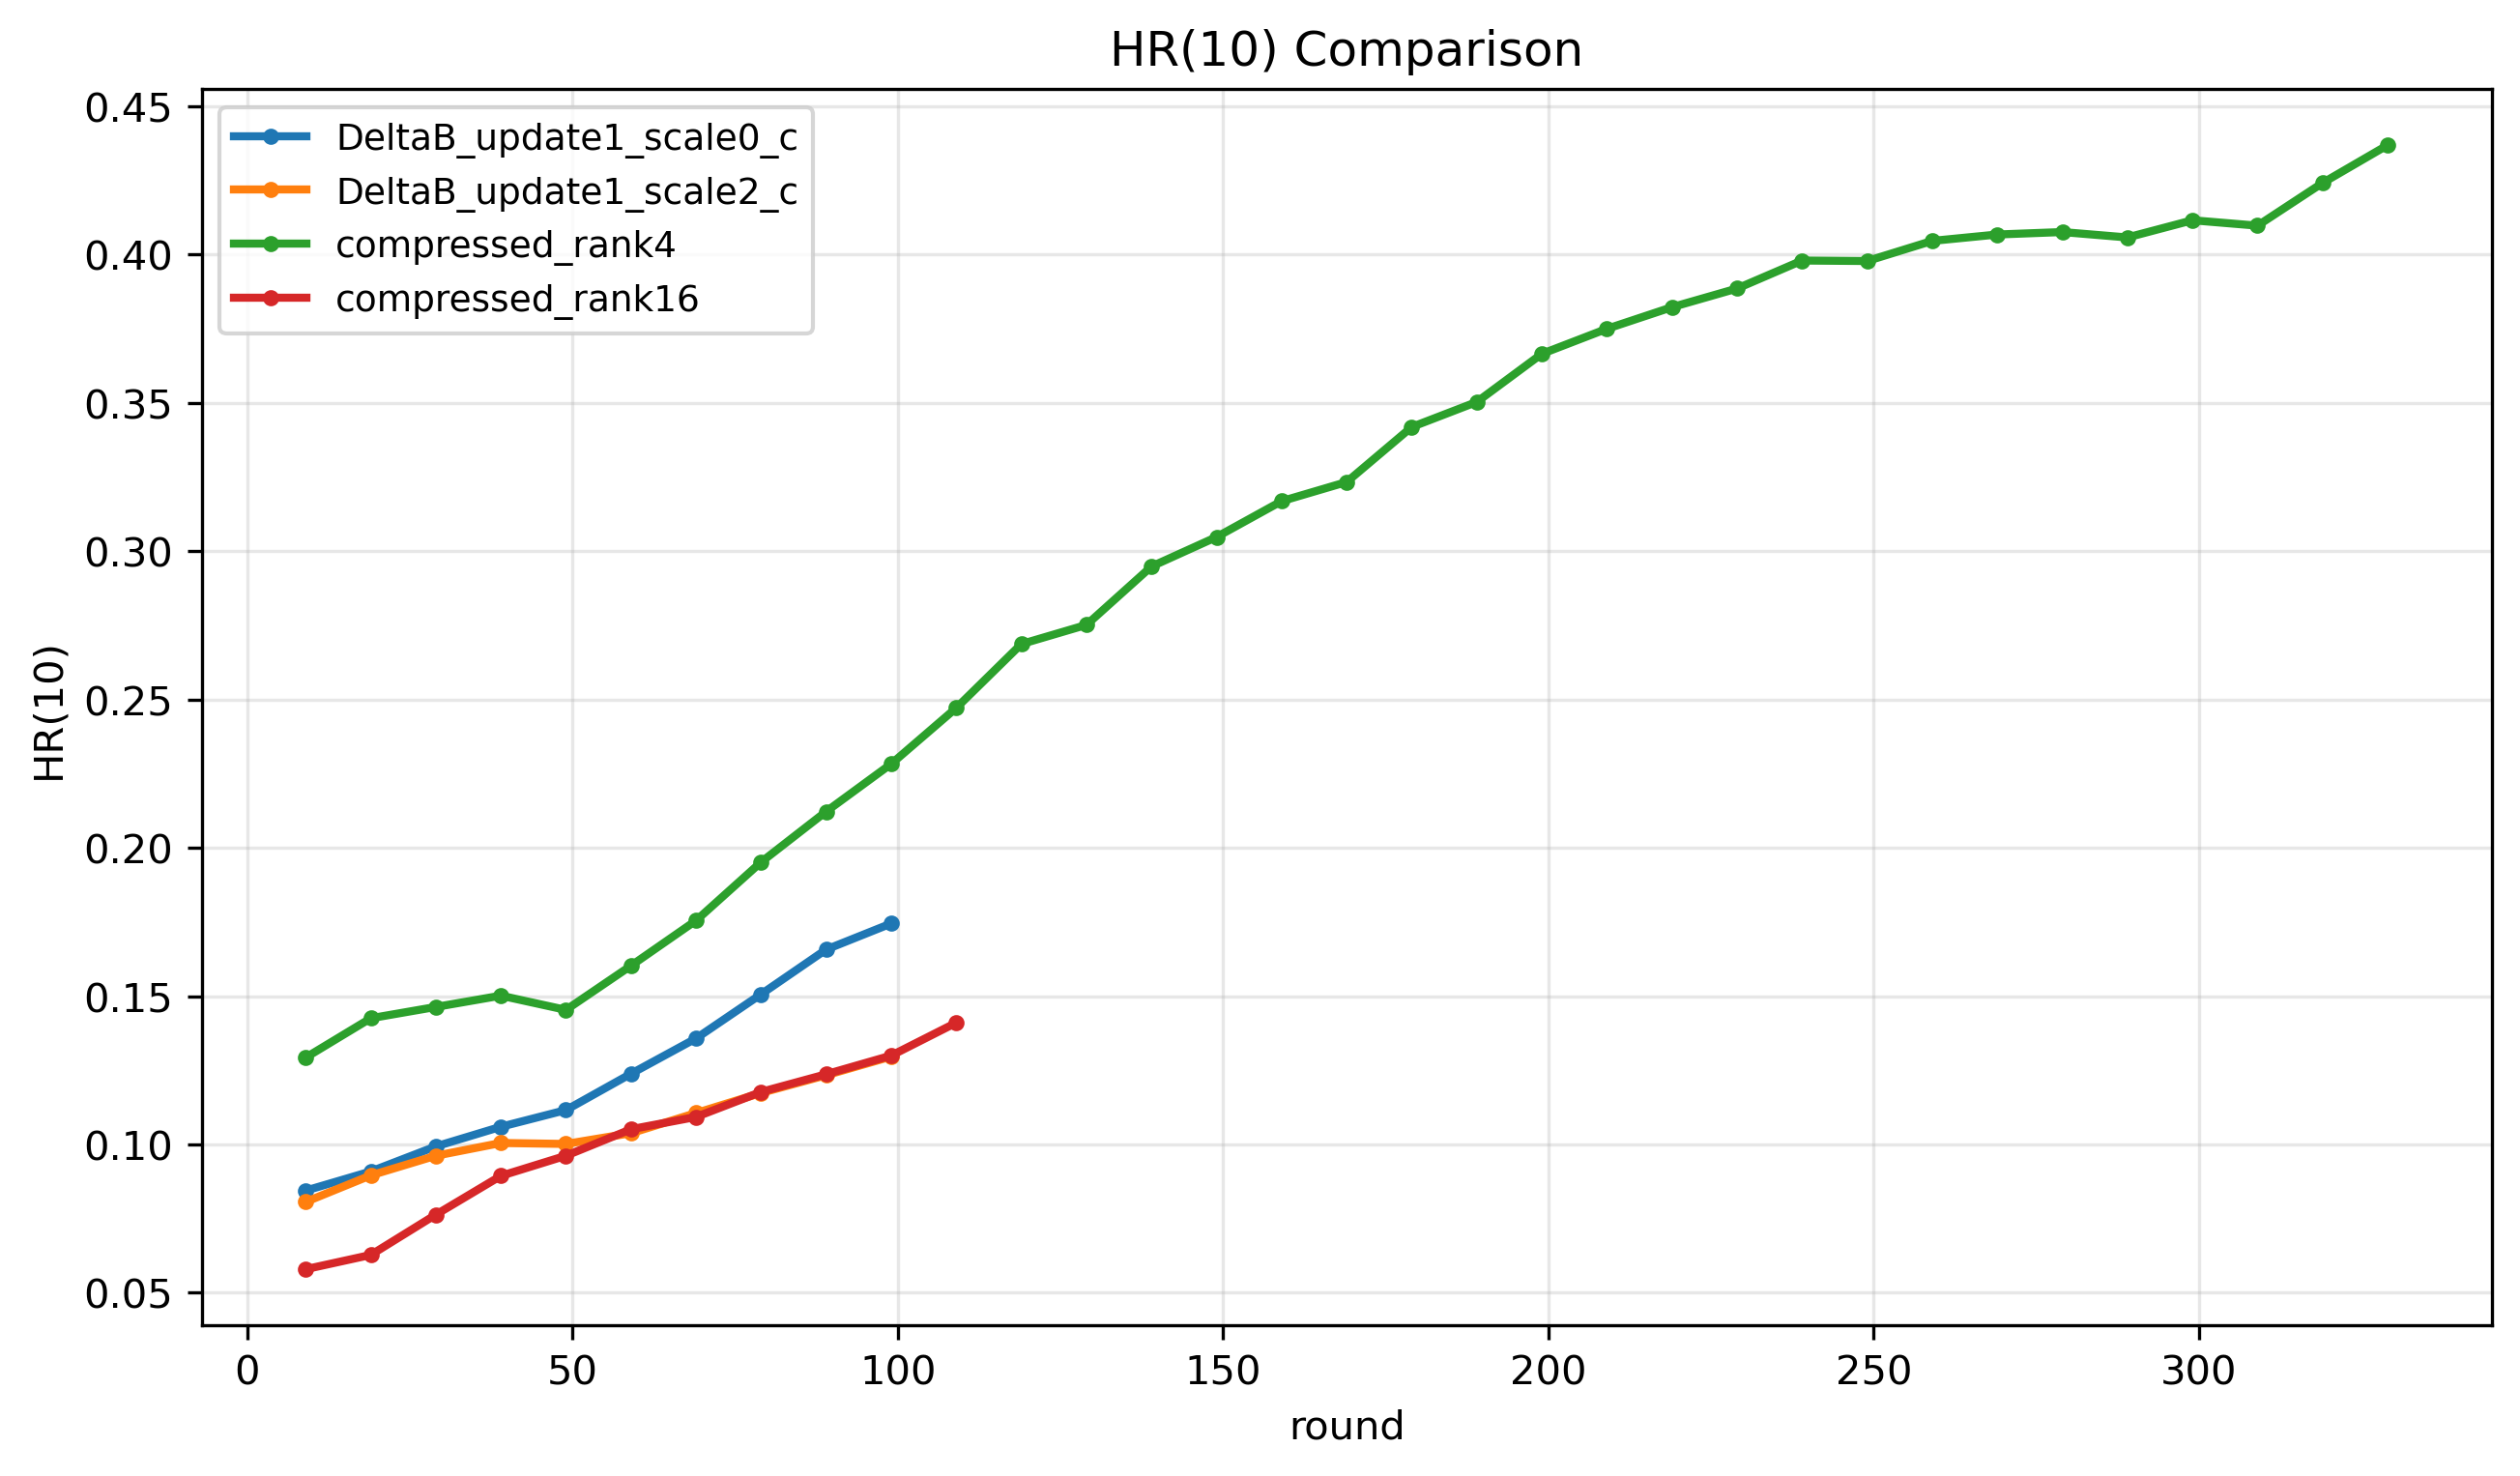 HR(10) Comparison
0.45
0.40
0.35
0.30
0.25
0.20
0.15
0.10
0.05
HR(10)
DeltaB_update1_scale0_c
DeltaB_update1_scale2_c
compressed_rank4
compressed_rank16
0 50 100 150 200 250 300
round